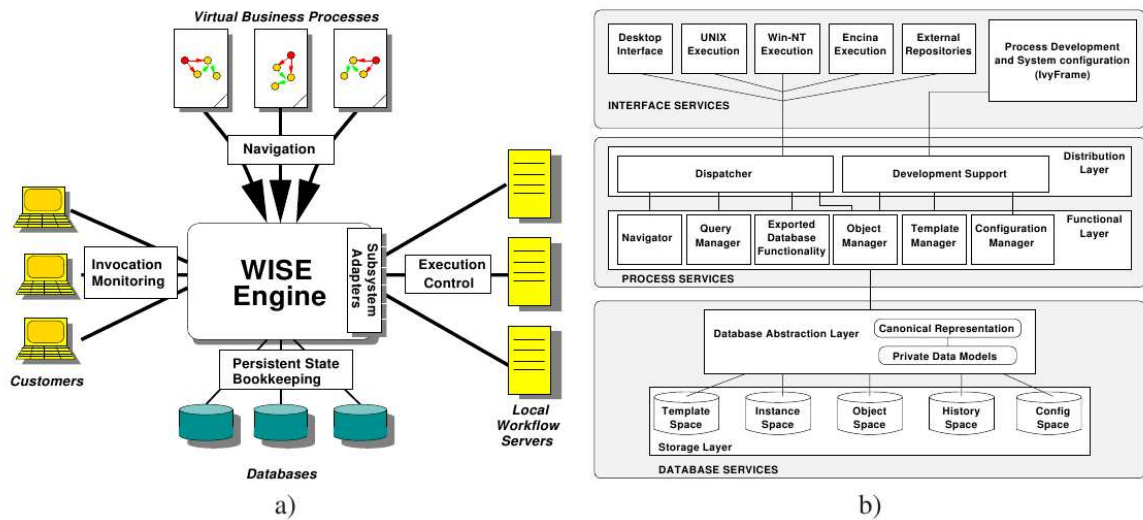 Virtual Business Processes
Navigation
Invocation
Monitoring
WISE
Engine
Subsystem
Adapters
Execution
Control
Customers
Persistent State
Bookkeeping
Local
Workflow
Servers
Databases
a)
Desktop
Interface
UNIX
Execution
Win-NT
Execution
Encina
Execution
External
Repositories
Process Development
and System configuration
(IvyFrame)
INTERFACE SERVICES
Dispatcher
Development Support
Distribution
Layer
Navigator
Query
Manager
Exported
Database
Functionality
Object
Manager
Template
Manager
Configuration
Manager
Functional
Layer
PROCESS SERVICES
Database Abstraction Layer
Canonical Representation
Private Data Models
Template
Space
Instance
Space
Object
Space
History
Space
Config
Space
Storage Layer
DATABASE SERVICES
b)